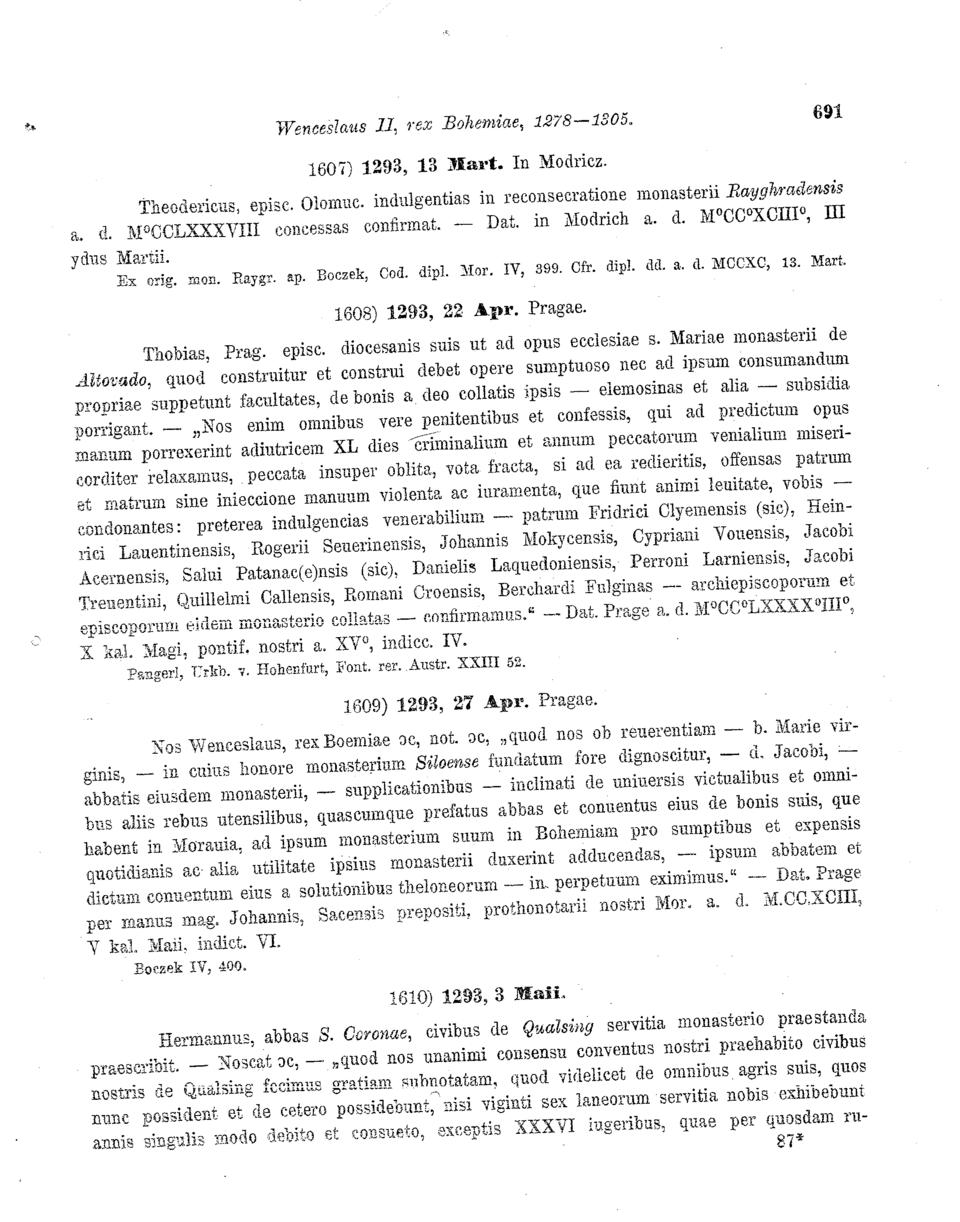 Wenceslaus II, rex Bohemiae, 1278—1305. 691
1607) 1293, 13 Mart. In Modricz.
Theodericus, episc. Olomuc. indulgentias in reconsecratione monasterii Rayghradensis
a. d. M⁰CCLXXXVIII concessas confirmat. — Dat. in Modrich a. d. M⁰CC⁰XCIII⁰, III
ydus Martii.
Ex orig. mon. Raygr. ap. Boczek, Cod. dipl. Mor. IV, 399. Cfr. dipl. dd. a. d. MCCXC, 13. Mart.
1608) 1293, 22 Apr. Pragae.
Thobias, Prag. episc. diocesanis suis ut ad opus ecclesiae s. Mariae monasterii de
Altovado, quod construitur et construi debet opere sumptuoso nec ad ipsum consumandum
propriae suppetunt facultates, de bonis a deo collatis ipsis — elemosinas et alia — subsidia
porrigant. — „Nos enim omnibus vere penitentibus et confessis, qui ad predictum opus
manum porrexerint adiutricem XL dies criminalium et annum peccatorum venialium miseri-
corditer relaxamus, peccata insuper oblita, vota fracta, si ad ea redieritis, offensas patrum
et matrum sine inieccione manuum violenta ac iuramenta, que fiunt animi leuitate, vobis —
condonantes: preterea indulgencias venerabilium — patrum Fridrici Clyemensis (sic), Hein-
rici Lauentinensis, Rogerii Seuerinensis, Johannis Mokycensis, Cypriani Vouensis, Jacobi
Acernensis, Salui Patanac(e)nsis (sic), Danielis Laquedoniensis, Perroni Larniensis, Jacobi
Treuentini, Quillelmi Callensis, Romani Croensis, Berchardi Fulginas — archiepiscoporum et
episcoporum eidem monasterio collatas — confirmamus.“ — Dat. Prage a. d. M⁰CC⁰LXXXX⁰III⁰,
X kal. Magi, pontif. nostri a. XV⁰, indicc. IV.
Pangerl, Urkb. v. Hohenfurt, Font. rer. Austr. XXIII 52.
1609) 1293, 27 Apr. Pragae.
Nos Wenceslaus, rex Boemiae ɔc, not. ɔc, „quod nos ob reuerentiam — b. Marie vir-
ginis, — in cuius honore monasterium Siloense fundatum fore dignoscitur, — d. Jacobi, —
abbatis eiusdem monasterii, — supplicationibus — inclinati de uniuersis victualibus et omni-
bus aliis rebus utensilibus, quascumque prefatus abbas et conuentus eius de bonis suis, que
habent in Morauia, ad ipsum monasterium suum in Bohemiam pro sumptibus et expensis
quotidianis ac alia utilitate ipsius monasterii duxerint adducendas, — ipsum abbatem et
dictum conuentum eius a solutionibus theloneorum — in perpetuum eximimus.“ — Dat. Prage
per manus mag. Johannis, Sacensis prepositi, prothonotarii nostri Mor. a. d. M.CC.XCIII,
V kal. Maii, indict. VI.
Boczek IV, 400.
1610) 1293, 3 Maii.
Hermannus, abbas S. Coronae, civibus de Qualsing servitia monasterio praestanda
praescribit. — Noscat ɔc, — „quod nos unanimi consensu conventus nostri praehabito civibus
nostris de Qualsing fecimus gratiam subnotatam, quod videlicet de omnibus agris suis, quos
nunc possident et de cetero possidebunt, nisi viginti sex laneorum servitia nobis exhibebunt
annis singulis modo debito et consueto, exceptis XXXVI iugeribus, quae per quosdam ru-
87*